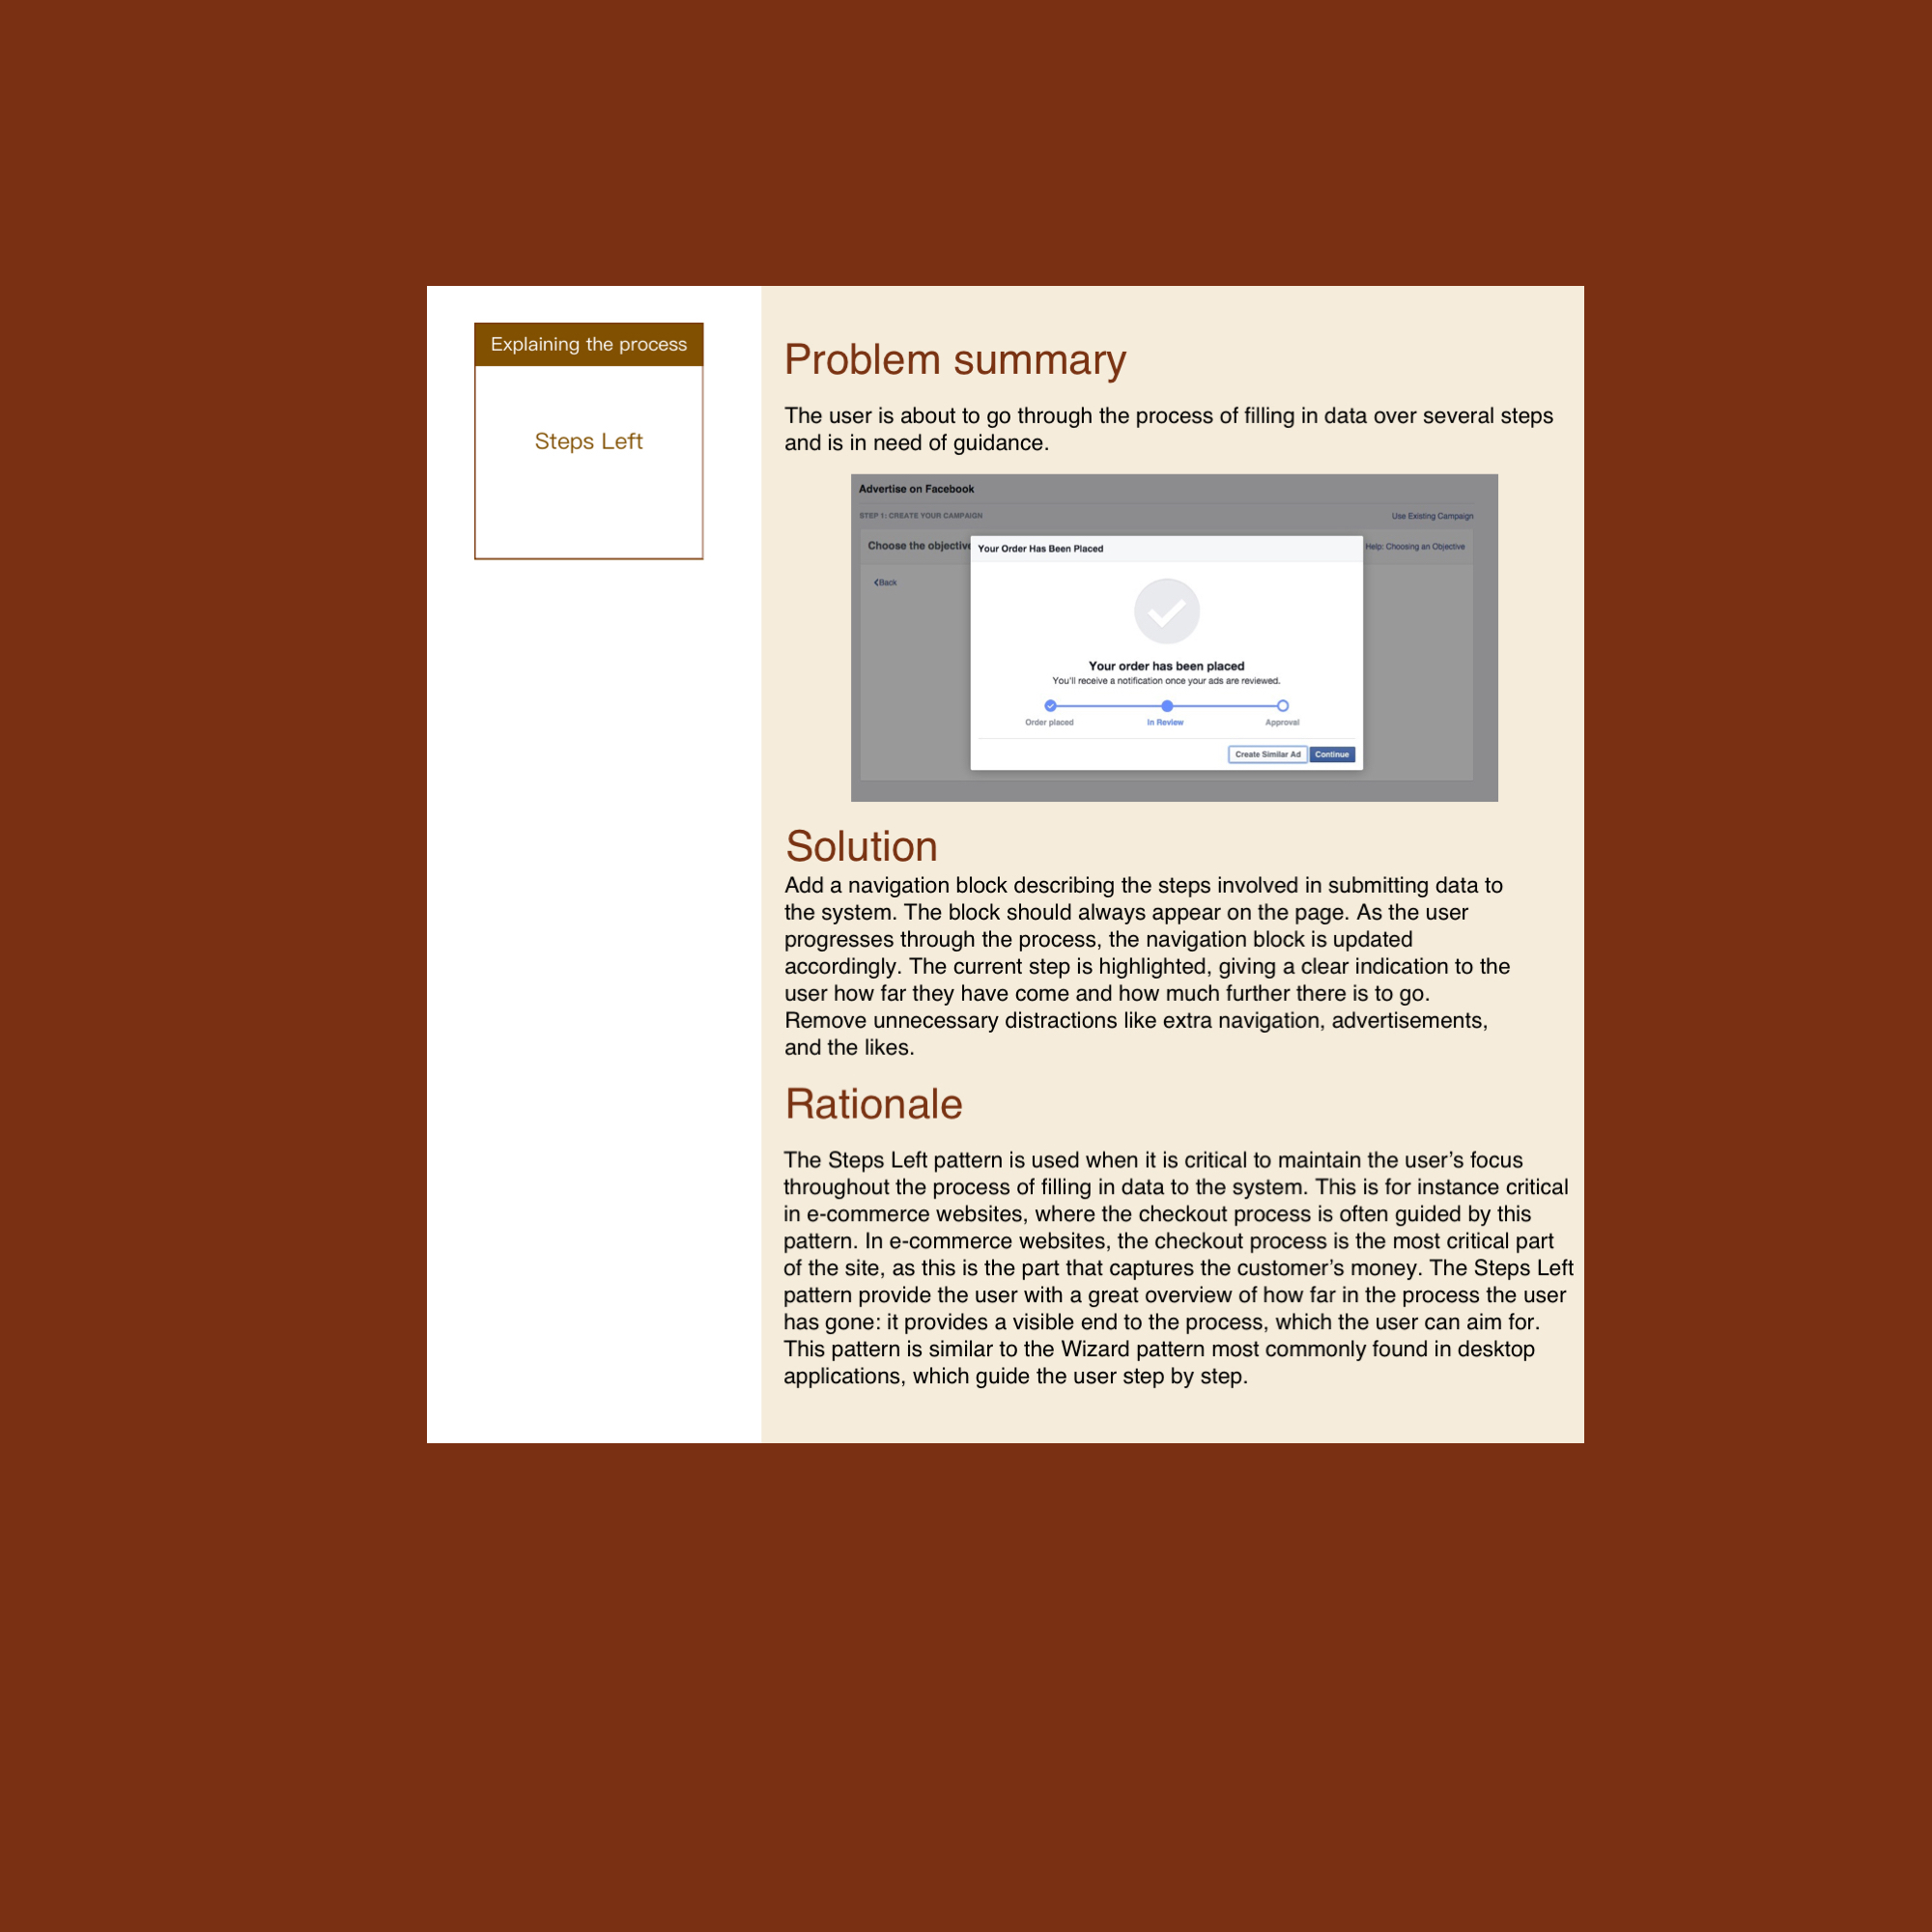 Explaining the process
Steps Left
Problem summary
The user is about to go through the process of filling in data over several steps
and is in need of guidance.
Advertise on Facebook
STEP 1: CREATE YOUR CAMPAIGN
Use Existing Campaign
Choose the objective
Help: Choosing an Objective
Back
Your Order Has Been Placed
Your order has been placed
You'll receive a notification once your ads are reviewed.
Order placed
In Review
Approval
Create Similar Ad
Continue
Solution
Add a navigation block describing the steps involved in submitting data to
the system. The block should always appear on the page. As the user
progresses through the process, the navigation block is updated
accordingly. The current step is highlighted, giving a clear indication to the
user how far they have come and how much further there is to go.
Remove unnecessary distractions like extra navigation, advertisements,
and the likes.
Rationale
The Steps Left pattern is used when it is critical to maintain the user’s focus
throughout the process of filling in data to the system. This is for instance critical
in e-commerce websites, where the checkout process is often guided by this
pattern. In e-commerce websites, the checkout process is the most critical part
of the site, as this is the part that captures the customer’s money. The Steps Left
pattern provide the user with a great overview of how far in the process the user
has gone: it provides a visible end to the process, which the user can aim for.
This pattern is similar to the Wizard pattern most commonly found in desktop
applications, which guide the user step by step.